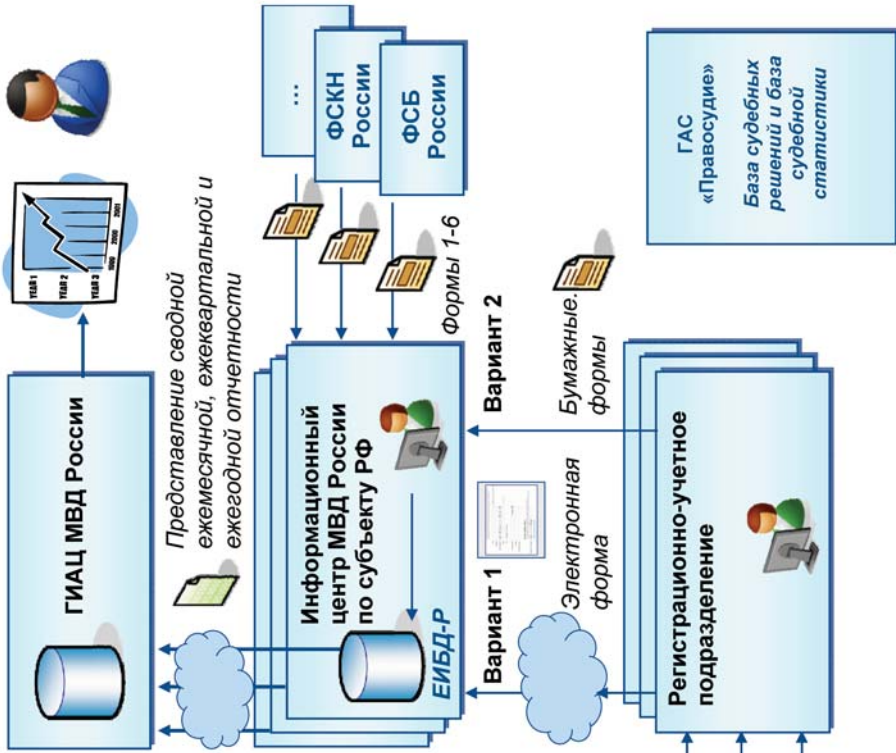 ГИАЦ МВД России
YEAR 1
YEAR 2
YEAR 3
1999
2000
2001
Представление сводной
ежемесячной, ежеквартальной и
ежегодной отчетности
Информационный
центр МВД России
по субъекту РФ
ЕИБД-Р
...
ФСКН
России
ФСБ
России
Формы 1-6
Вариант 1
Вариант 2
Электронная
форма
Бумажные.
формы
Регистрационно-учетное
подразделение
ГАС
«Правосудие»
База судебных
решений и база
судебной
статистики